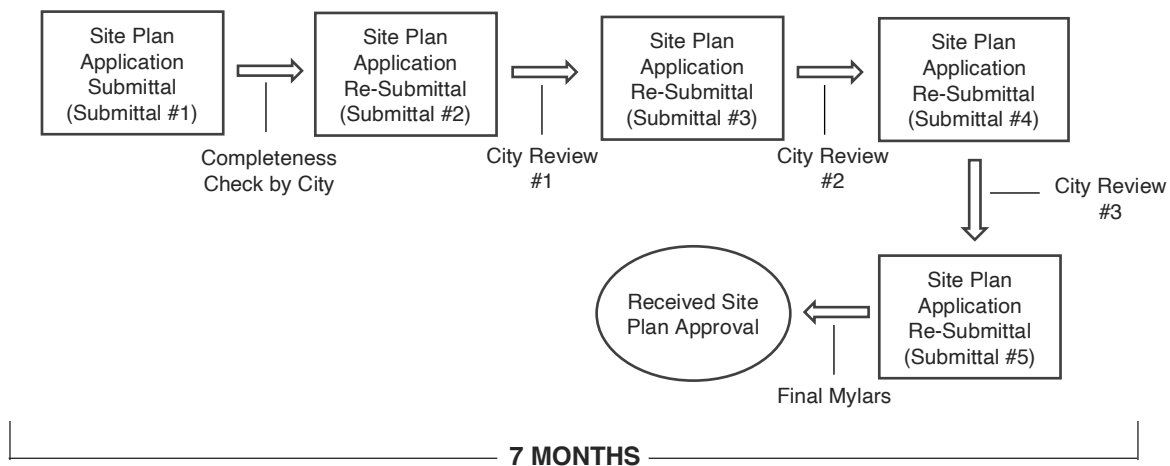 Site Plan
Application
Submittal
(Submittal #1)
Completeness
Check by City
Site Plan
Application
Re-Submittal
(Submittal #2)
City Review
#1
Site Plan
Application
Re-Submittal
(Submittal #3)
City Review
#2
Site Plan
Application
Re-Submittal
(Submittal #4)
City Review
#3
Site Plan
Application
Re-Submittal
(Submittal #5)
Final Mylars
Received Site
Plan Approval
7 MONTHS